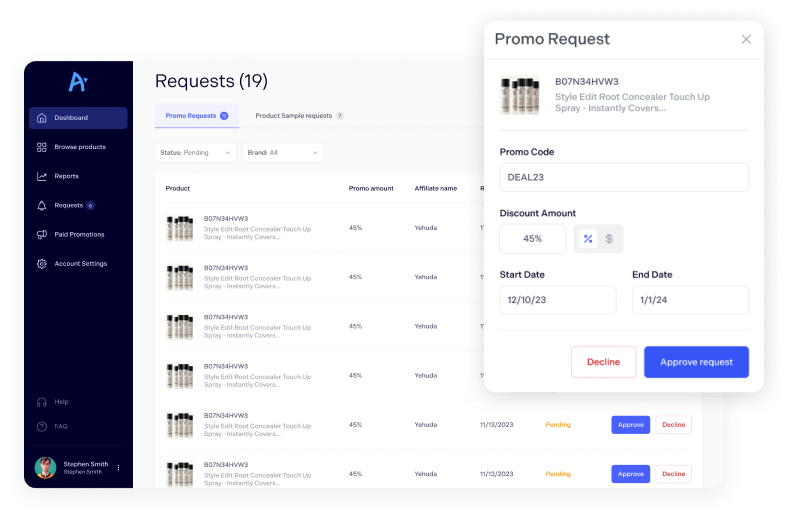 Dashboard
Browse products
Reports
Requests 6
Paid Promotions
Account Settings
Help
FAQ
Stephen Smith
Stephen Smith
Requests (19)
Promo Requests
Product Sample requests 7
Status: Pending
Brand: All
Product
Promo amount
Affiliate name
R
B07N34HVW3
Style Edit Root Concealer Touch Up
Spray - Instantly Covers...
45%
Yehuda
B07N34HVW3
Style Edit Root Concealer Touch Up
Spray - Instantly Covers...
45%
Yehuda
B07N34HVW3
Style Edit Root Concealer Touch Up
Spray - Instantly Covers...
45%
Yehuda
B07N34HVW3
Style Edit Root Concealer Touch Up
Spray - Instantly Covers...
45%
Yehuda
B07N34HVW3
Style Edit Root Concealer Touch Up
Spray - Instantly Covers...
45%
Yehuda
11/13/2023
Pending
Approve
Decline
B07N34HVW3
Style Edit Root Concealer Touch Up
Spray - Instantly Covers...
45%
Yehuda
11/13/2023
Pending
Approve
Decline
Promo Request
B07N34HVW3
Style Edit Root Concealer Touch Up
Spray - Instantly Covers...
Promo Code
DEAL23
Discount Amount
45%
% $
Start Date
End Date
12/10/23
1/1/24
Decline
Approve request